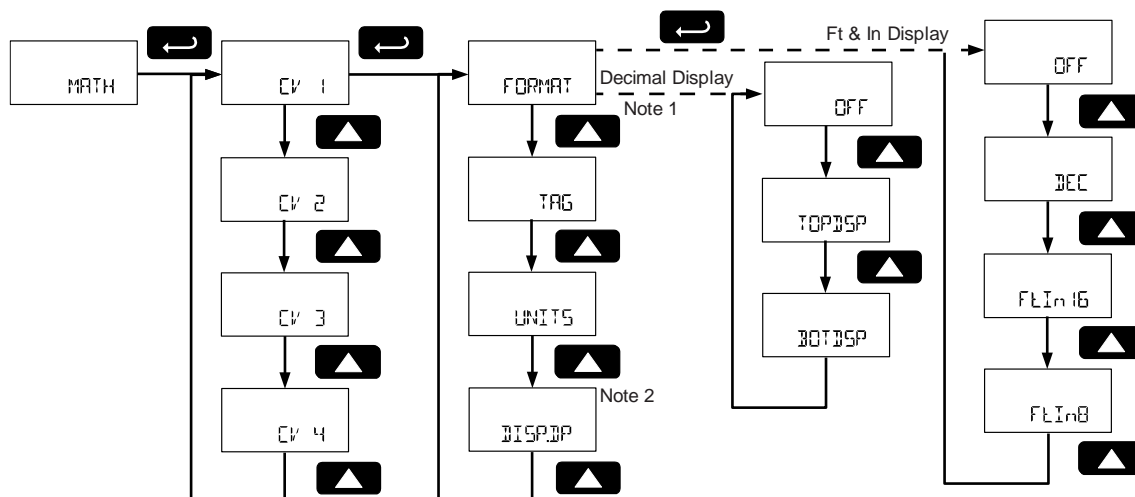 MATH
CV 1
CV 2
CV 3
CV 4
FORMAT
TAG
UNITS
DISP.DP
Decimal Display
Note 1
Note 2
OFF
TOPDSP
BOTDSP
Ft & In Display
OFF
DEC
FtIn16
FtIn8